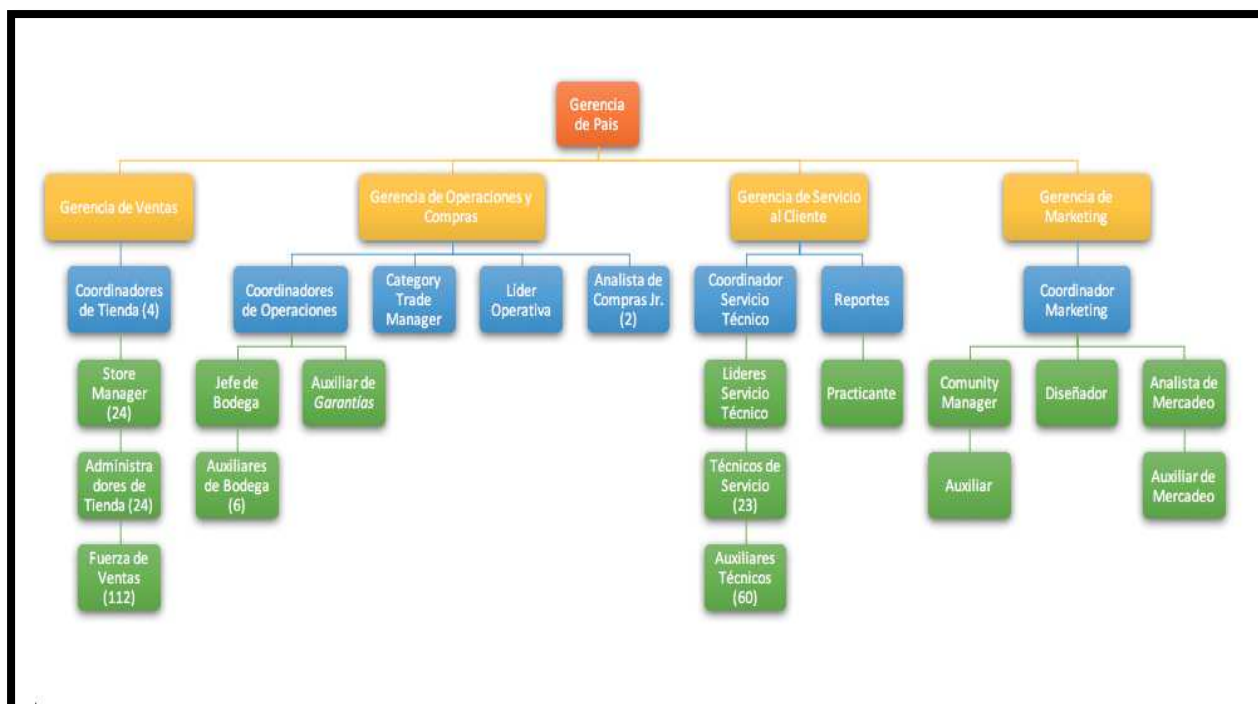 Gerencia
de Pais
Gerencia de Ventas
Gerencia de Operaciones y
Compras
Gerencia de Servicio
al Cliente
Gerencia de
Marketing
Coordinadores
de Tienda (4)
Coordinadores
de Operaciones
Category
Trade
Manager
Líder
Operativa
Analista de
Compras Jr.
(2)
Coordinador
Servicio
Técnico
Reportes
Coordinador
Marketing
Store
Manager
(24)
Jefe de
Bodega
Auxiliar de
Garantías
Lideres
Servicio
Técnico
Practicante
Comunity
Manager
Diseñador
Analista de
Mercadeo
Administra
dores de
Tienda (24)
Auxiliares
de Bodega
(6)
Técnicos de
Servicio
(23)
Auxiliar
Auxiliar de
Mercadeo
Fuerza de
Ventas
(112)
Auxiliares
Técnicos
(60)